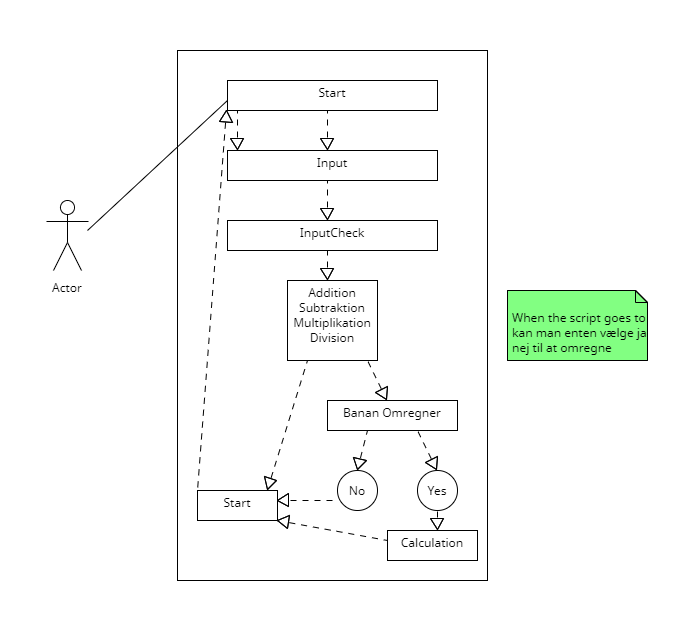 Start
Input
InputCheck
Actor
Addition
Subtraktion
Multiplikation
Division
When the script goes to
kan man enten vælge ja
nej til at omregne
Banan Omregner
No
Yes
Start
Calculation